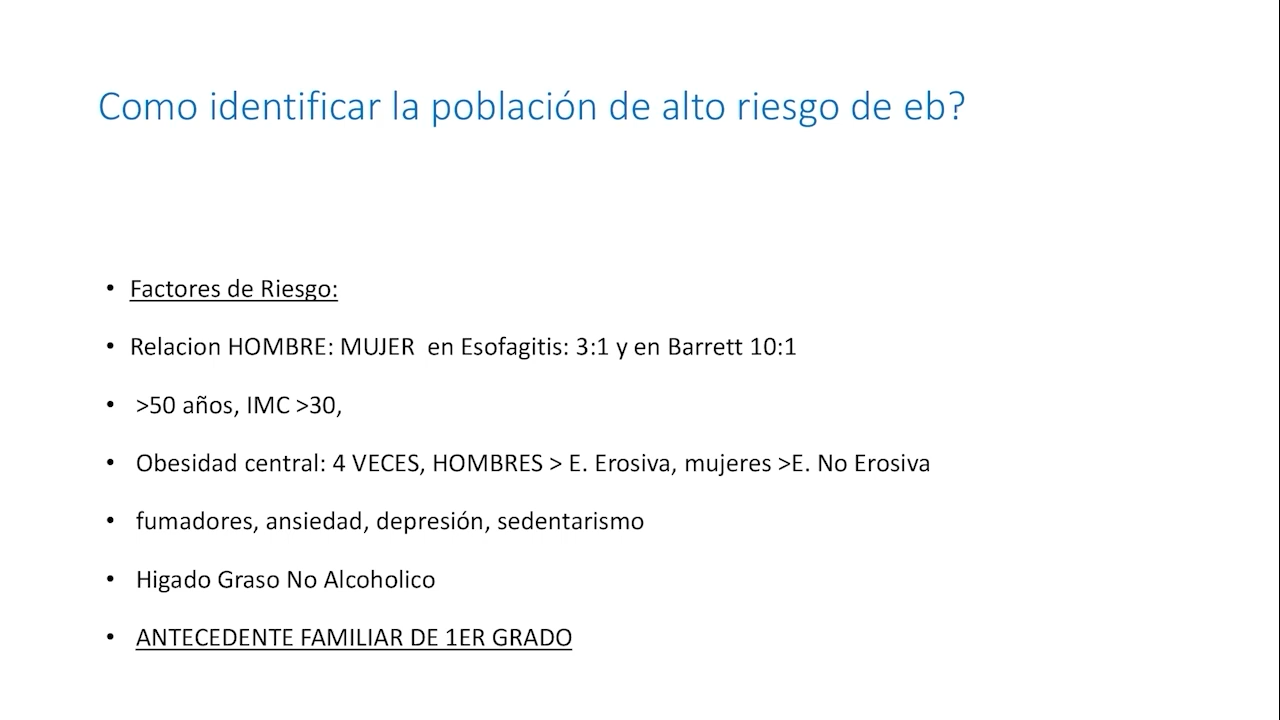 Como identificar la población de alto riesgo de eb?
• Factores de Riesgo:
• Relacion HOMBRE: MUJER  en Esofagitis: 3:1 y en Barrett 10:1
• >50 años, IMC >30,
• Obesidad central: 4 VECES, HOMBRES > E. Erosiva, mujeres >E. No Erosiva
• fumadores, ansiedad, depresión, sedentarismo
• Higado Graso No Alcoholico
• ANTECEDENTE FAMILIAR DE 1ER GRADO